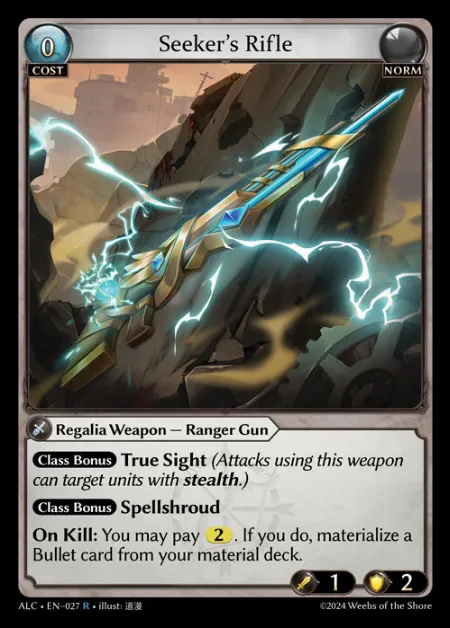 0
Seeker's Rifle
COST
NORM
Regalia Weapon — Ranger Gun
Class Bonus True Sight (Attacks using this weapon
can target units with stealth.)
Class Bonus Spellshroud
On Kill: You may pay 2. If you do, materialize a
Bullet card from your material deck.
1
2
ALC • EN-027 R • illust: 道漫
©2024 Weebs of the Shore